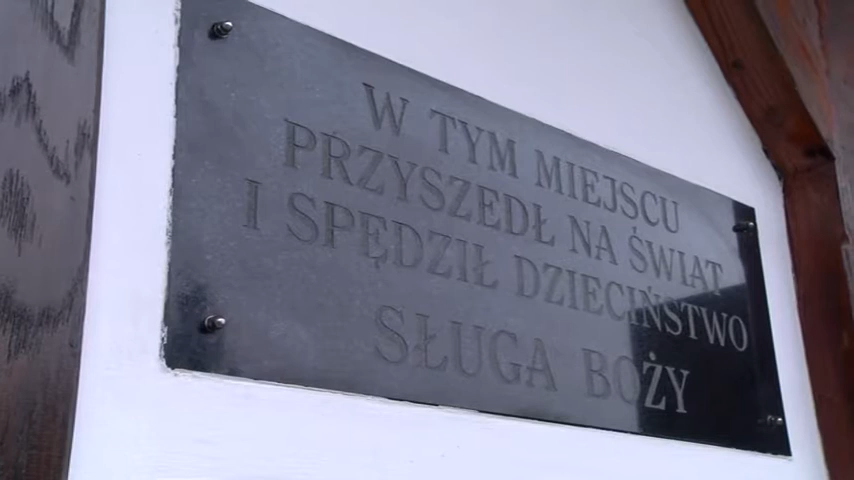 W TYM MIEJSCU
PRZYSZEDŁ NA ŚWIAT
I SPĘDZIŁ DZIECIŃSTWO
SŁUGA BOŻY